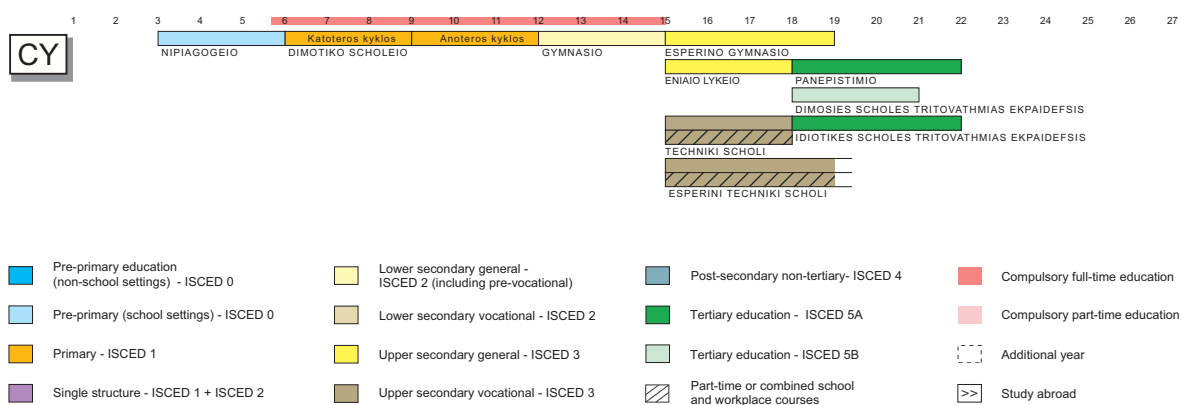 1 2 3 4 5 6 7 8 9 10 11 12 13 14 15 16 17 18 19 20 21 22 23 24 25 26 27
CY
Katoteros kyklos Anoteros kyklos
NIPIAGOGEIO DIMOTIKO SCHOLEIO GYMNASIO ESPERINO GYMNASIO
ENIAIO LYKEIO PANEPISTIMIO
DIMOSIES SCHOLES TRITOVATHMIAS EKPAIDEFSIS
IDIOTIKES SCHOLES TRITOVATHMIAS EKPAIDEFSIS
TECHNIKI SCHOLI
ESPERINI TECHNIKI SCHOLI
Pre-primary education
(non-school settings) - ISCED 0
Pre-primary (school settings) - ISCED 0
Primary - ISCED 1
Single structure - ISCED 1 + ISCED 2
Lower secondary general -
ISCED 2 (including pre-vocational)
Lower secondary vocational - ISCED 2
Upper secondary general - ISCED 3
Upper secondary vocational - ISCED 3
Post-secondary non-tertiary- ISCED 4
Tertiary education - ISCED 5A
Tertiary education - ISCED 5B
Part-time or combined school
and workplace courses
Compulsory full-time education
Compulsory part-time education
Additional year
>> Study abroad